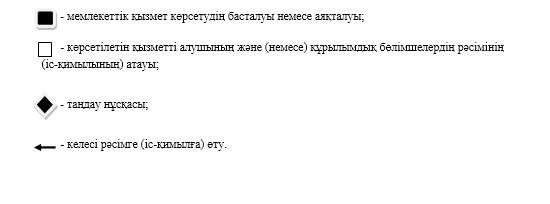 - мемлекеттік қызмет көрсетудің басталуы немесе аяқталуы;
- көрсетілетін қызметті алушының және (немесе) құрылымдық бөлімшелердің рәсімінің
(іс-қимылының) атауы;
- таңдау нұсқасы;
- келесі рәсімге (іс-қимылға) өту.